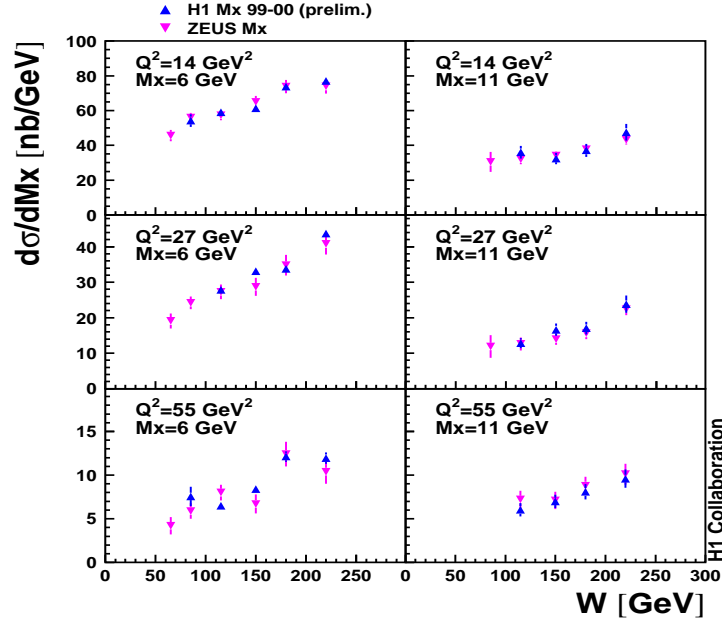 H1 Mx 99-00 (prelim.)
ZEUS Mx
dσ/dMx [nb/GeV]
100
80
60
40
20
0
Q²=14 GeV²
Mx=6 GeV
Q²=14 GeV²
Mx=11 GeV
40
30
20
10
0
Q²=27 GeV²
Mx=6 GeV
Q²=27 GeV²
Mx=11 GeV
15
10
5
0
Q²=55 GeV²
Mx=6 GeV
Q²=55 GeV²
Mx=11 GeV
0 50 100 150 200 250 0 50 100 150 200 250 300
W [GeV]
H1 Collaboration